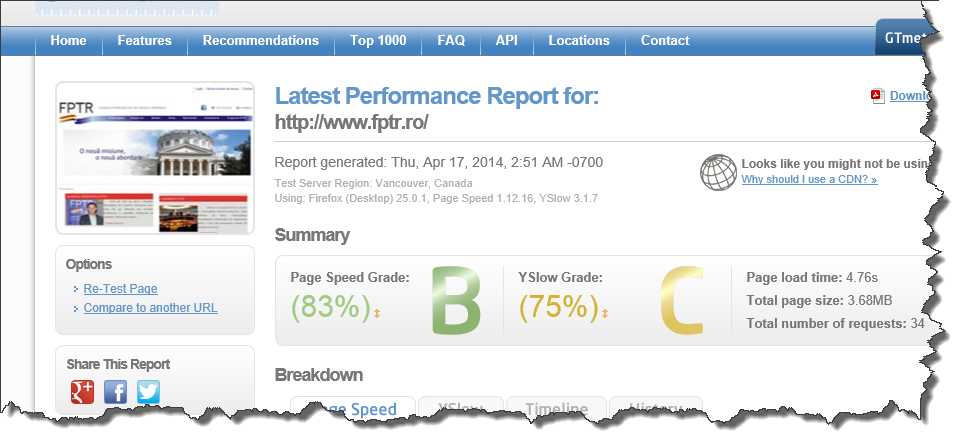 Home Features Recommendations Top 1000 FAQ API Locations Contact
GTmet
FPTR
O nouă misiune,
o nouă abordare
Latest Performance Report for:
http://www.fptr.ro/
Downlo
Report generated: Thu, Apr 17, 2014, 2:51 AM -0700
Test Server Region: Vancouver, Canada
Using: Firefox (Desktop) 25.0.1, Page Speed 1.12.16, YSlow 3.1.7
Looks like you might not be usin
Why should I use a CDN? »
Summary
Page Speed Grade:
(83%) B
YSlow Grade:
(75%) C
Page load time: 4.76s
Total page size: 3.68MB
Total number of requests: 34
Options
Re-Test Page
Compare to another URL
Share This Report
Breakdown
Page Speed YSlow Timeline History